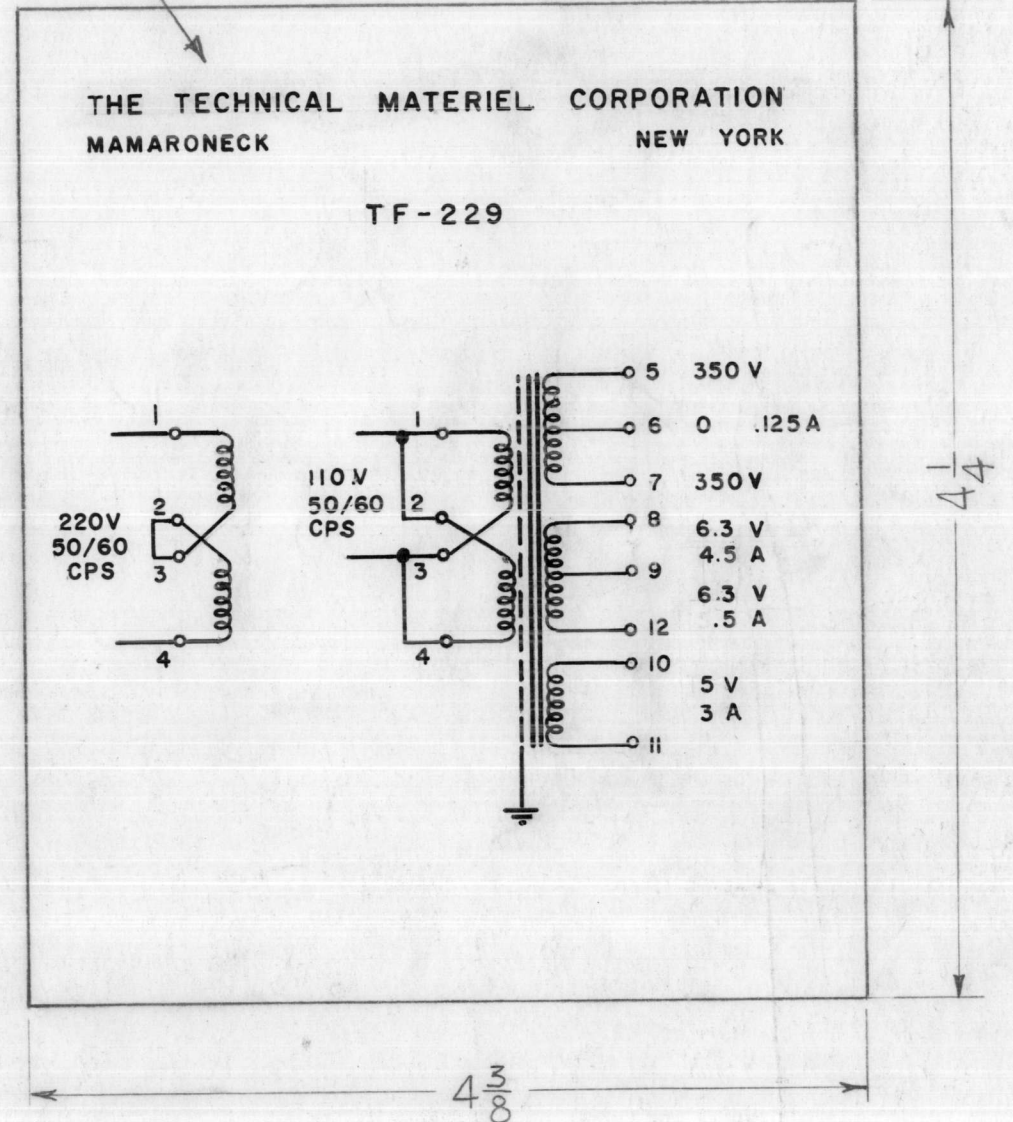 THE TECHNICAL MATERIEL CORPORATION
MAMARONECK NEW YORK
TF-229
1
2
220V
50/60
CPS
3
4
1
110V
50/60
CPS
2
3
4
5 350 V
6 0 .125A
7 350 V
8
6.3 V
4.5 A
9
6.3 V
.5 A
12
10
5 V
3 A
11
4 1/4
4 3/8